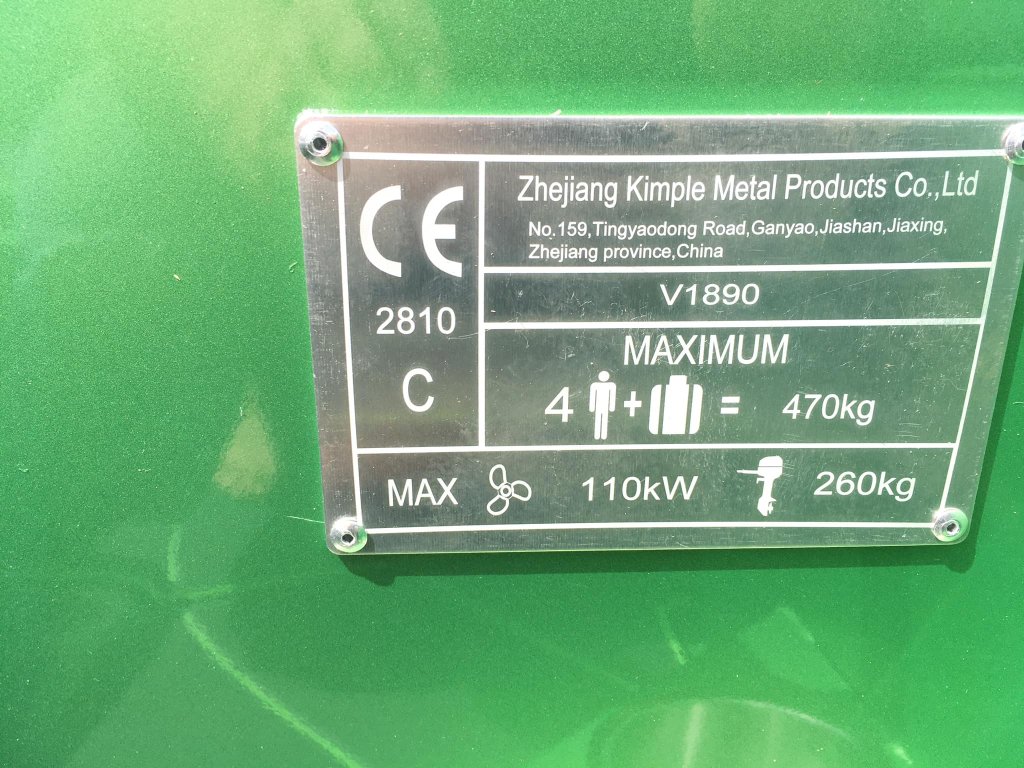 CE
2810
C
Zhejiang Kimple Metal Products Co.,Ltd
No.159,Tingyaodong Road,Ganyao,Jiashan,Jiaxing,
Zhejiang province,China
V1890
MAXIMUM
4 + = 470kg
MAX 110kW 260kg